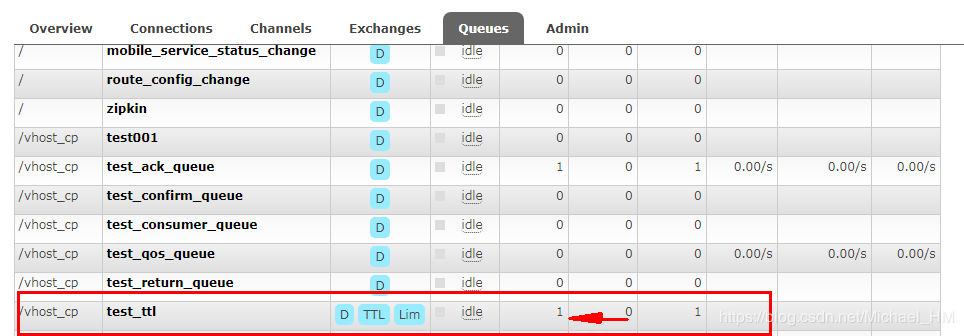 Overview Connections Channels Exchanges Queues Admin
/ mobile_service_status_change D idle 0 0 0
/ route_config_change D idle 0 0 0
/ zipkin D idle 0 0 0
/vhost_cp test001 D idle 0 0 0
/vhost_cp test_ack_queue D idle 1 0 1 0.00/s 0.00/s 0.00/s
/vhost_cp test_confirm_queue D idle 0 0 0
/vhost_cp test_consumer_queue D idle 0 0 0
/vhost_cp test_qos_queue D idle 0 0 0 0.00/s 0.00/s 0.00/s
/vhost_cp test_return_queue D idle 0 0 0
/vhost_cp test_ttl D TTL Lim idle 1 0 1
https://blog.csdn.net/Michael_HM